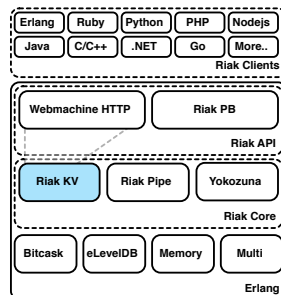 Erlang Ruby Python PHP Nodejs
Java C/C++ .NET Go More..
Riak Clients
Webmachine HTTP Riak PB
Riak API
Riak KV Riak Pipe Yokozuna
Riak Core
Bitcask eLevelDB Memory Multi
Erlang